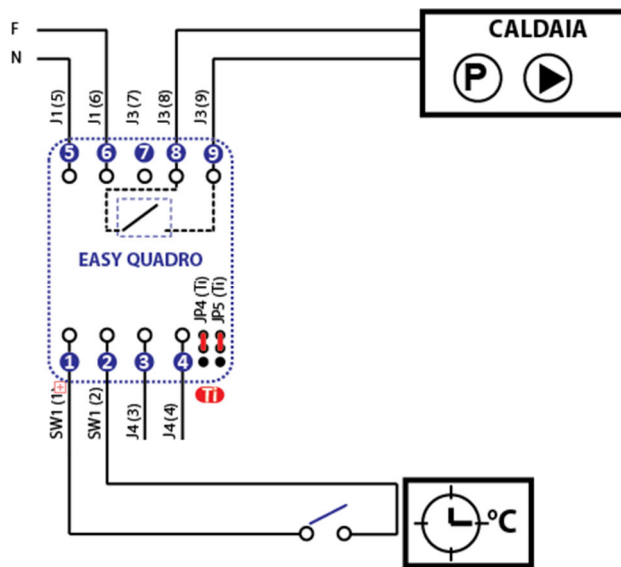 F
CALDAIA
N
P
J1 (5)
J1 (6)
J3 (7)
J3 (8)
J3 (9)
5 6 7 8 9
EASY QUADRO
JP4 (Ti)
JP5 (Ti)
1 2 3 4
Ti
SW1 (1)
SW1 (2)
J4 (3)
J4 (4)
°C